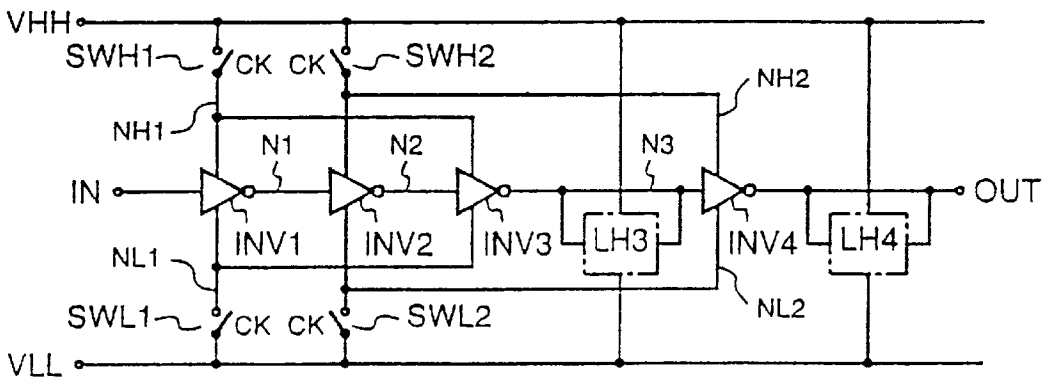 VHH
SWH1 CK CK SWH2
NH1 NH2
N1 N2 N3
IN OUT
INV1 INV2 INV3 LH3 INV4 LH4
NL1 NL2
SWL1 CK CK SWL2
VLL